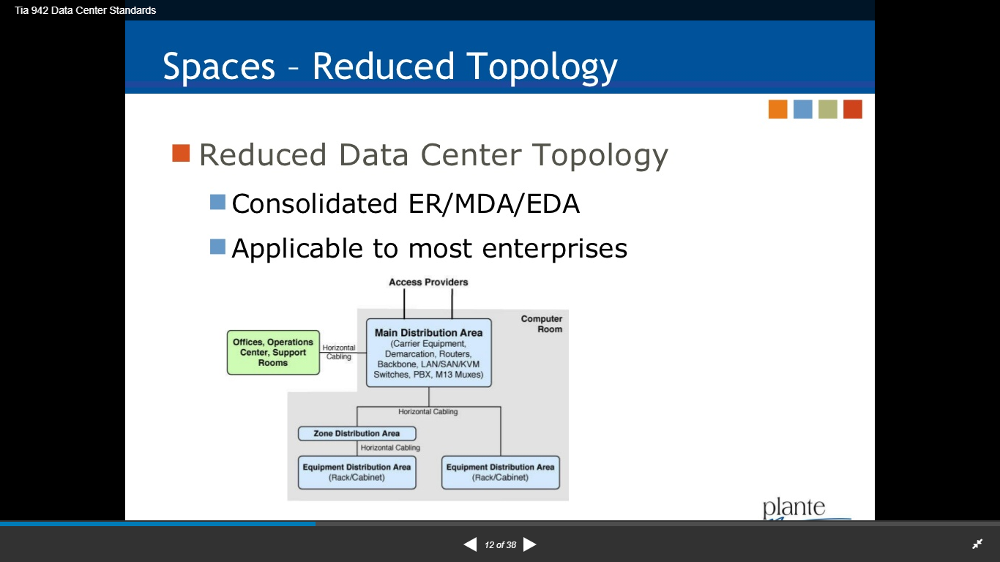 Tia 942 Data Center Standards
Spaces – Reduced Topology
Reduced Data Center Topology
Consolidated ER/MDA/EDA
Applicable to most enterprises
Access Providers
Computer
Room
Main Distribution Area
(Carrier Equipment,
Demarcation, Routers,
Backbone, LAN/SAN/KVM
Switches, PBX, M13 Muxes)
Offices, Operations
Center, Support
Rooms
Horizontal
Cabling
Horizontal Cabling
Zone Distribution Area
Horizontal Cabling
Equipment Distribution Area
(Rack/Cabinet)
Equipment Distribution Area
(Rack/Cabinet)
plante
12 of 38